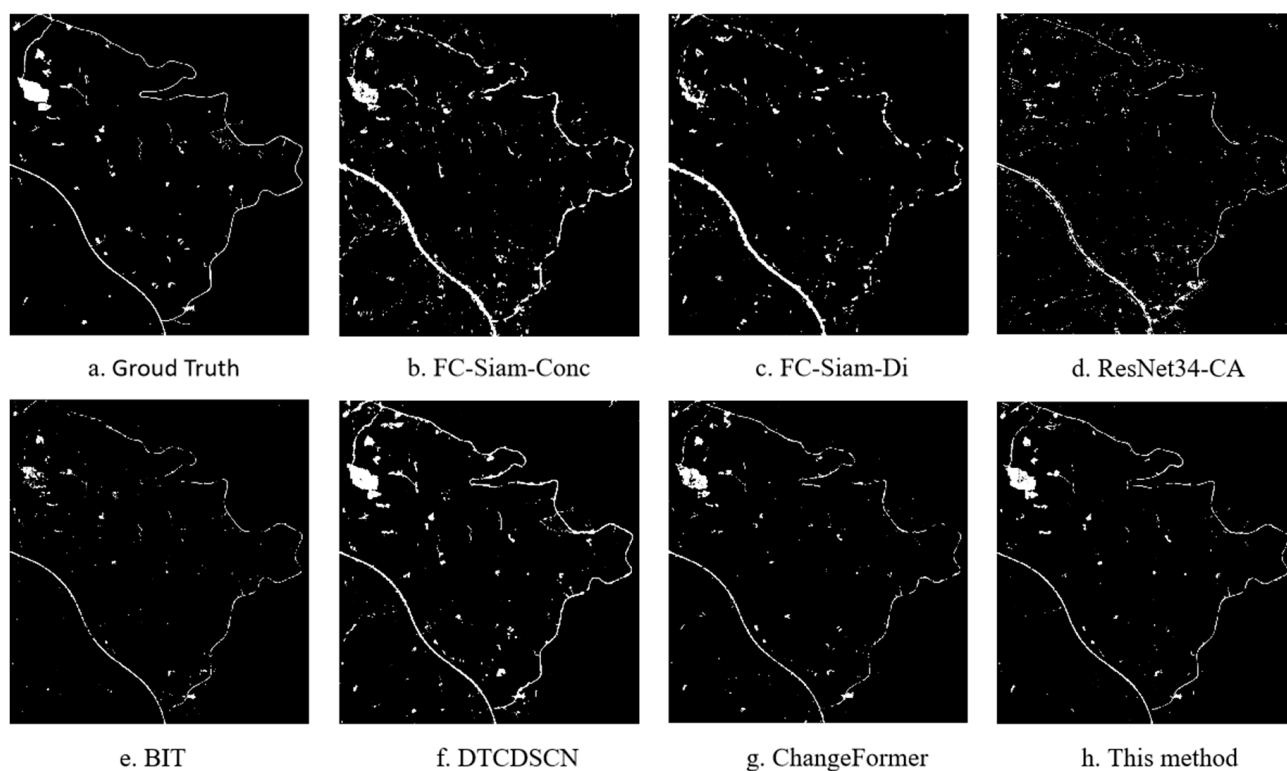 a. Groud Truth
b. FC-Siam-Conc
c. FC-Siam-Di
d. ResNet34-CA
e. BIT
f. DTCDSCN
g. ChangeFormer
h. This method